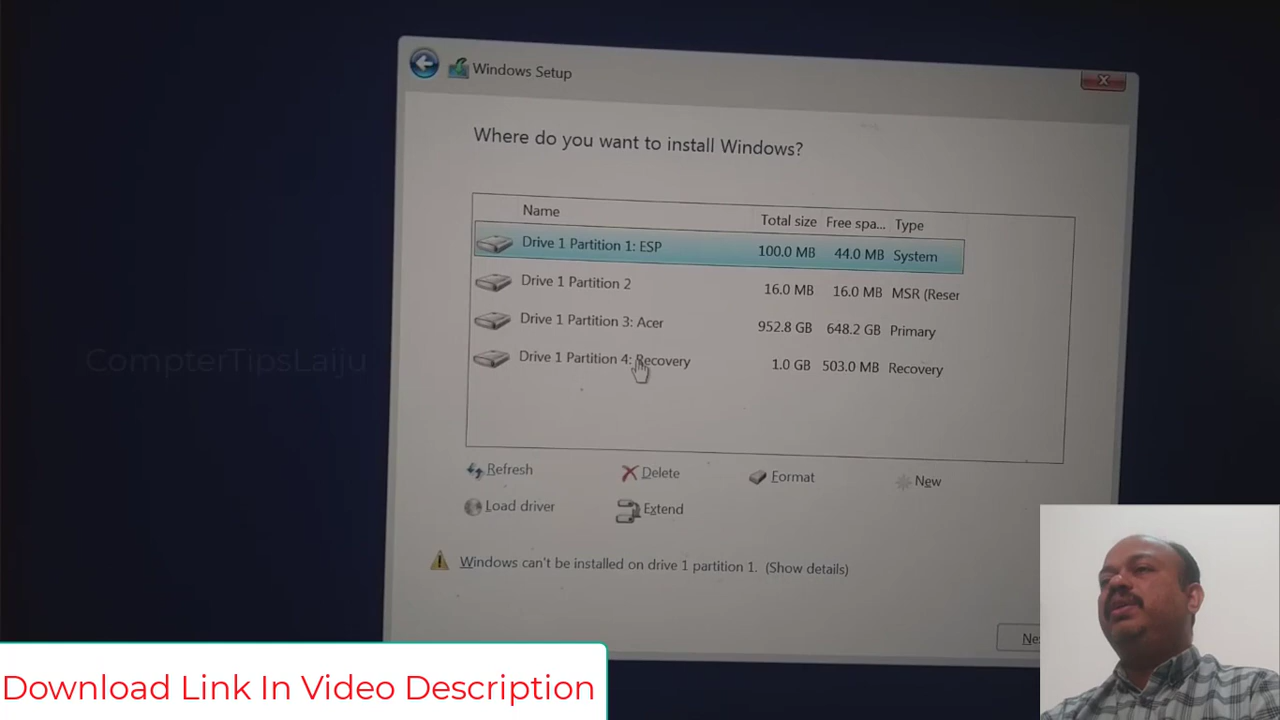 Windows Setup
Where do you want to install Windows?
Name Total size Free spa... Type
Drive 1 Partition 1: ESP 100.0 MB 44.0 MB System
Drive 1 Partition 2 16.0 MB 16.0 MB MSR (Reser
Drive 1 Partition 3: Acer 952.8 GB 648.2 GB Primary
Drive 1 Partition 4: Recovery 1.0 GB 503.0 MB Recovery
CompterTipsLaiju
Refresh Delete Format New
Load driver Extend
Windows can't be installed on drive 1 partition 1. (Show details)
Download Link In Video Description